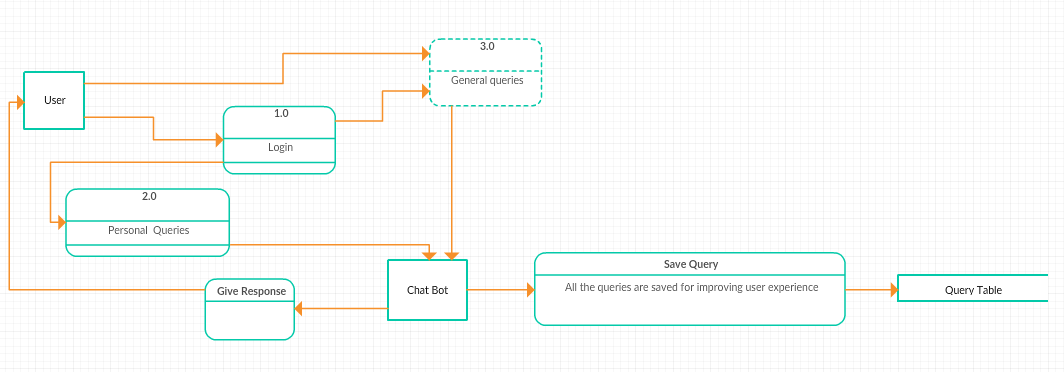 3.0
General queries
User
1.0
Login
2.0
Personal Queries
Save Query
All the queries are saved for improving user experience
Chat Bot
Query Table
Give Response